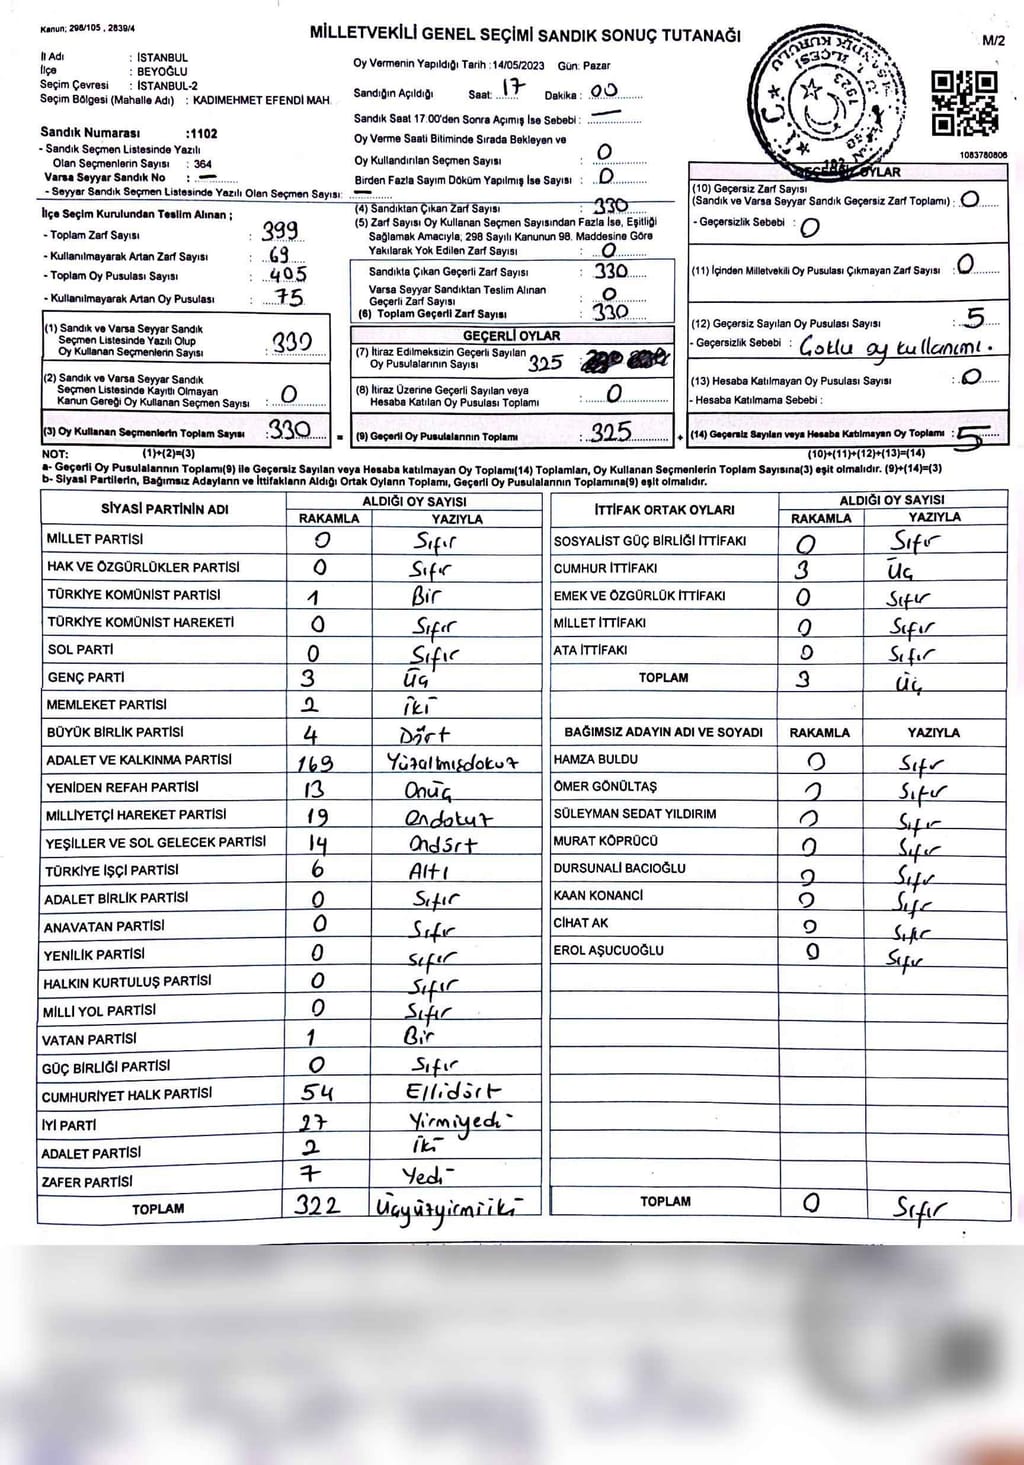 Kanun; 298/105 , 2839/4
MİLLETVEKİLİ GENEL SEÇİMİ SANDIK SONUÇ TUTANAĞI
M/2
İl Adı : İSTANBUL
İlçe : BEYOĞLU
Seçim Çevresi : İSTANBUL-2
Seçim Bölgesi (Mahalle Adı) : KADIMEHMET EFENDİ MAH.
Sandık Numarası :1102
- Sandık Seçmen Listesinde Yazılı
Olan Seçmenlerin Sayısı : 364
Varsa Seyyar Sandık No : . —
- Seyyar Sandık Seçmen Listesinde Yazılı Olan Seçmen Sayısı: —
İlçe Seçim Kurulundan Teslim Alınan ;
- Toplam Zarf Sayısı : 399
- Kullanılmayarak Artan Zarf Sayısı : 69
- Toplam Oy Pusulası Sayısı : 405
- Kullanılmayarak Artan Oy Pusulası : 75
(1) Sandık ve Varsa Seyyar Sandık
Seçmen Listesinde Yazılı Olup
Oy Kullanan Seçmenlerin Sayısı : 330
(2) Sandık ve Varsa Seyyar Sandık
Seçmen Listesinde Kayıtlı Olmayan
Kanun Gereği Oy Kullanan Seçmen Sayısı : 0
(3) Oy Kullanan Seçmenlerin Toplam Sayısı : 330 =
Oy Vermenin Yapıldığı Tarih :14/05/2023 Gün: Pazar
Sandığın Açıldığı Saat: 17 Dakika : 00
Sandık Saat 17.00'den Sonra Açımış İse Sebebi : —
Oy Verme Saati Bitiminde Sırada Bekleyen ve
Oy Kullandırılan Seçmen Sayısı : 0
Birden Fazla Sayım Döküm Yapılmış İse Sayısı : 0
(4) Sandıktan Çıkan Zarf Sayısı : 330
(5) Zarf Sayısı Oy Kullanan Seçmen Sayısından Fazla İse, Eşitliği
Sağlamak Amacıyla, 298 Sayılı Kanunun 98. Maddesine Göre
Yakılarak Yok Edilen Zarf Sayısı : 0
Sandıkta Çıkan Geçerli Zarf Sayısı : 330
Varsa Seyyar Sandıktan Teslim Alınan
Geçerli Zarf Sayısı : 0
(6) Toplam Geçerli Zarf Sayısı : 330
GEÇERLİ OYLAR
(7) İtiraz Edilmeksizin Geçerli Sayılan
Oy Pusulalarının Sayısı : 325
(8) İtiraz Üzerine Geçerli Sayılan veya
Hesaba Katılan Oy Pusulası Toplamı : 0
(9) Geçerli Oy Pusulalarının Toplamı : 325 +
1083780806
OYLAR
(10) Geçersiz Zarf Sayısı
(Sandık ve Varsa Seyyar Sandık Geçersiz Zarf Toplamı) : 0
- Geçersizlik Sebebi : 0
(11) İçinden Milletvekili Oy Pusulası Çıkmayan Zarf Sayısı : 0
(12) Geçersiz Sayılan Oy Pusulası Sayısı : 5
- Geçersizlik Sebebi : Çoklu oy kullanımı.
(13) Hesaba Katılmayan Oy Pusulası Sayısı : 0
- Hesaba Katılmama Sebebi :
(14) Geçersiz Sayılan veya Hesaba Katılmayan Oy Toplamı : 5
NOT: (1)+(2)=(3) (10)+(11)+(12)+(13)=(14)
a- Geçerli Oy Pusulalarının Toplamı(9) ile Geçersiz Sayılan veya Hesaba katılmayan Oy Toplamı(14) Toplamları, Oy Kullanan Seçmenlerin Toplam Sayısına(3) eşit olmalıdır. (9)+(14)=(3)
b- Siyasi Partilerin, Bağımsız Adayların ve İttifakların Aldığı Ortak Oyların Toplamı, Geçerli Oy Pusulalarının Toplamına(9) eşit olmalıdır.
SİYASİ PARTİNİN ADI ALDIĞI OY SAYISI
RAKAMLA YAZIYLA
MİLLET PARTİSİ 0 Sıfır
HAK VE ÖZGÜRLÜKLER PARTİSİ 0 Sıfır
TÜRKİYE KOMÜNİST PARTİSİ 1 Bir
TÜRKİYE KOMÜNİST HAREKETİ 0 Sıfır
SOL PARTİ 0 Sıfır
GENÇ PARTİ 3 Üç
MEMLEKET PARTİSİ 2 İki
BÜYÜK BİRLİK PARTİSİ 4 Dört
ADALET VE KALKINMA PARTİSİ 169 Yüzalmışdokuz
YENİDEN REFAH PARTİSİ 13 Onüç
MİLLİYETÇİ HAREKET PARTİSİ 19 Ondokuz
YEŞİLLER VE SOL GELECEK PARTİSİ 14 Ondört
TÜRKİYE İŞÇİ PARTİSİ 6 Altı
ADALET BİRLİK PARTİSİ 0 Sıfır
ANAVATAN PARTİSİ 0 Sıfır
YENİLİK PARTİSİ 0 Sıfır
HALKIN KURTULUŞ PARTİSİ 0 Sıfır
MİLLİ YOL PARTİSİ 0 Sıfır
VATAN PARTİSİ 1 Bir
GÜÇ BİRLİĞİ PARTİSİ 0 Sıfır
CUMHURİYET HALK PARTİSİ 54 Ellidört
İYİ PARTİ 27 Yirmiyedi
ADALET PARTİSİ 2 İki
ZAFER PARTİSİ 7 Yedi
TOPLAM 322 Üçyüzyirmiiki
İTTİFAK ORTAK OYLARI ALDIĞI OY SAYISI
RAKAMLA YAZIYLA
SOSYALİST GÜÇ BİRLİĞİ İTTİFAKI 0 Sıfır
CUMHUR İTTİFAKI 3 Üç
EMEK VE ÖZGÜRLÜK İTTİFAKI 0 Sıfır
MİLLET İTTİFAKI 0 Sıfır
ATA İTTİFAKI 0 Sıfır
TOPLAM 3 Üç
BAĞIMSIZ ADAYIN ADI VE SOYADI RAKAMLA YAZIYLA
HAMZA BULDU 0 Sıfır
ÖMER GÖNÜLTAŞ 0 Sıfır
SÜLEYMAN SEDAT YILDIRIM 0 Sıfır
MURAT KÖPRÜCÜ 0 Sıfır
DURSUNALİ BACIOĞLU 0 Sıfır
KAAN KONANCİ 0 Sıfır
CİHAT AK 0 Sıfır
EROL AŞUCUOĞLU 0 Sıfır
TOPLAM 0 Sıfır